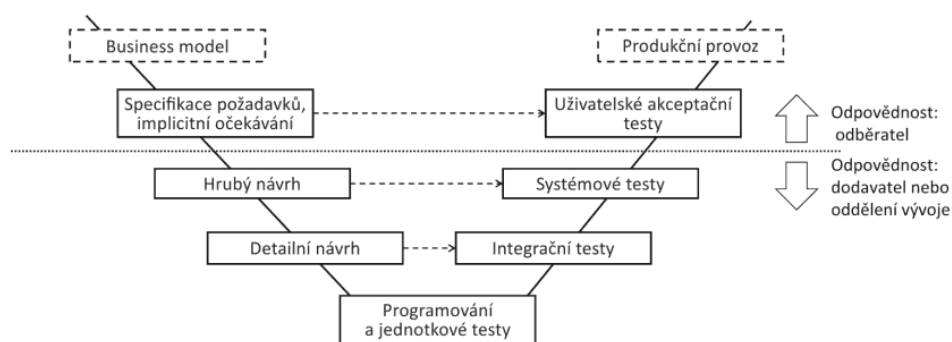 Business model
Produkční provoz
Specifikace požadavků,
implicitní očekávání
Uživatelské akceptační
testy
Odpovědnost:
odběratel
Hrubý návrh
Systémové testy
Odpovědnost:
dodavatel nebo
oddělení vývoje
Detailní návrh
Integrační testy
Programování
a jednotkové testy